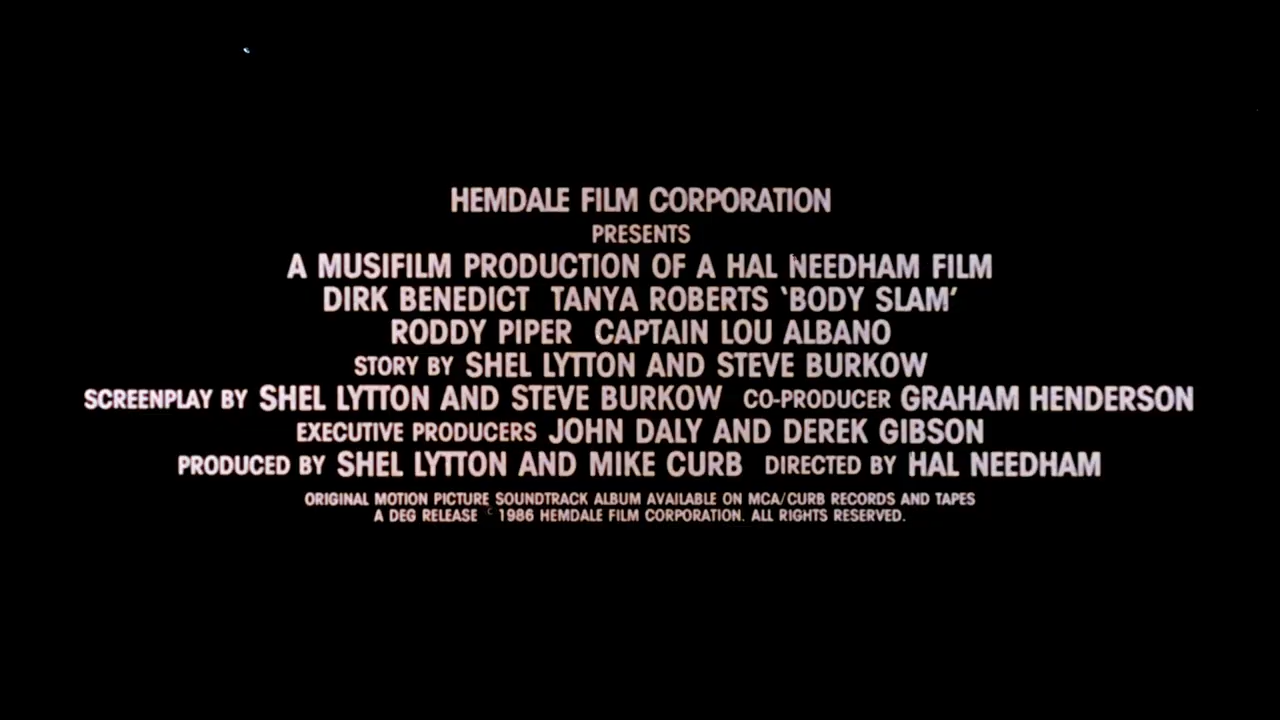 HEMDALE FILM CORPORATION
PRESENTS
A MUSIFILM PRODUCTION OF A HAL NEEDHAM FILM
DIRK BENEDICT TANYA ROBERTS 'BODY SLAM'
RODDY PIPER CAPTAIN LOU ALBANO
STORY BY SHEL LYTTON AND STEVE BURKOW
SCREENPLAY BY SHEL LYTTON AND STEVE BURKOW CO-PRODUCER GRAHAM HENDERSON
EXECUTIVE PRODUCERS JOHN DALY AND DEREK GIBSON
PRODUCED BY SHEL LYTTON AND MIKE CURB DIRECTED BY HAL NEEDHAM
ORIGINAL MOTION PICTURE SOUNDTRACK ALBUM AVAILABLE ON MCA/CURB RECORDS AND TAPES
A DEG RELEASE © 1986 HEMDALE FILM CORPORATION. ALL RIGHTS RESERVED.